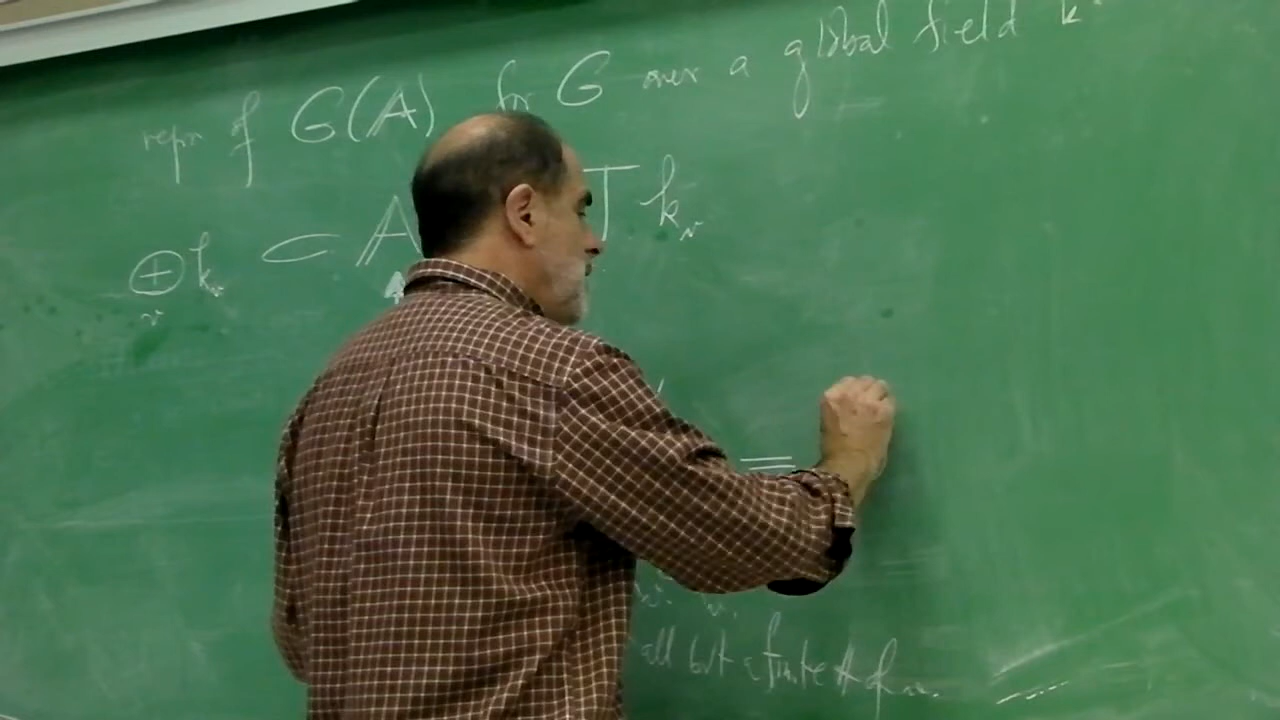 repn of G(𝔸) for G over a global field k.
⊕k_v ⊂ 𝔸 k_v
v
=
all but a finite # of v.